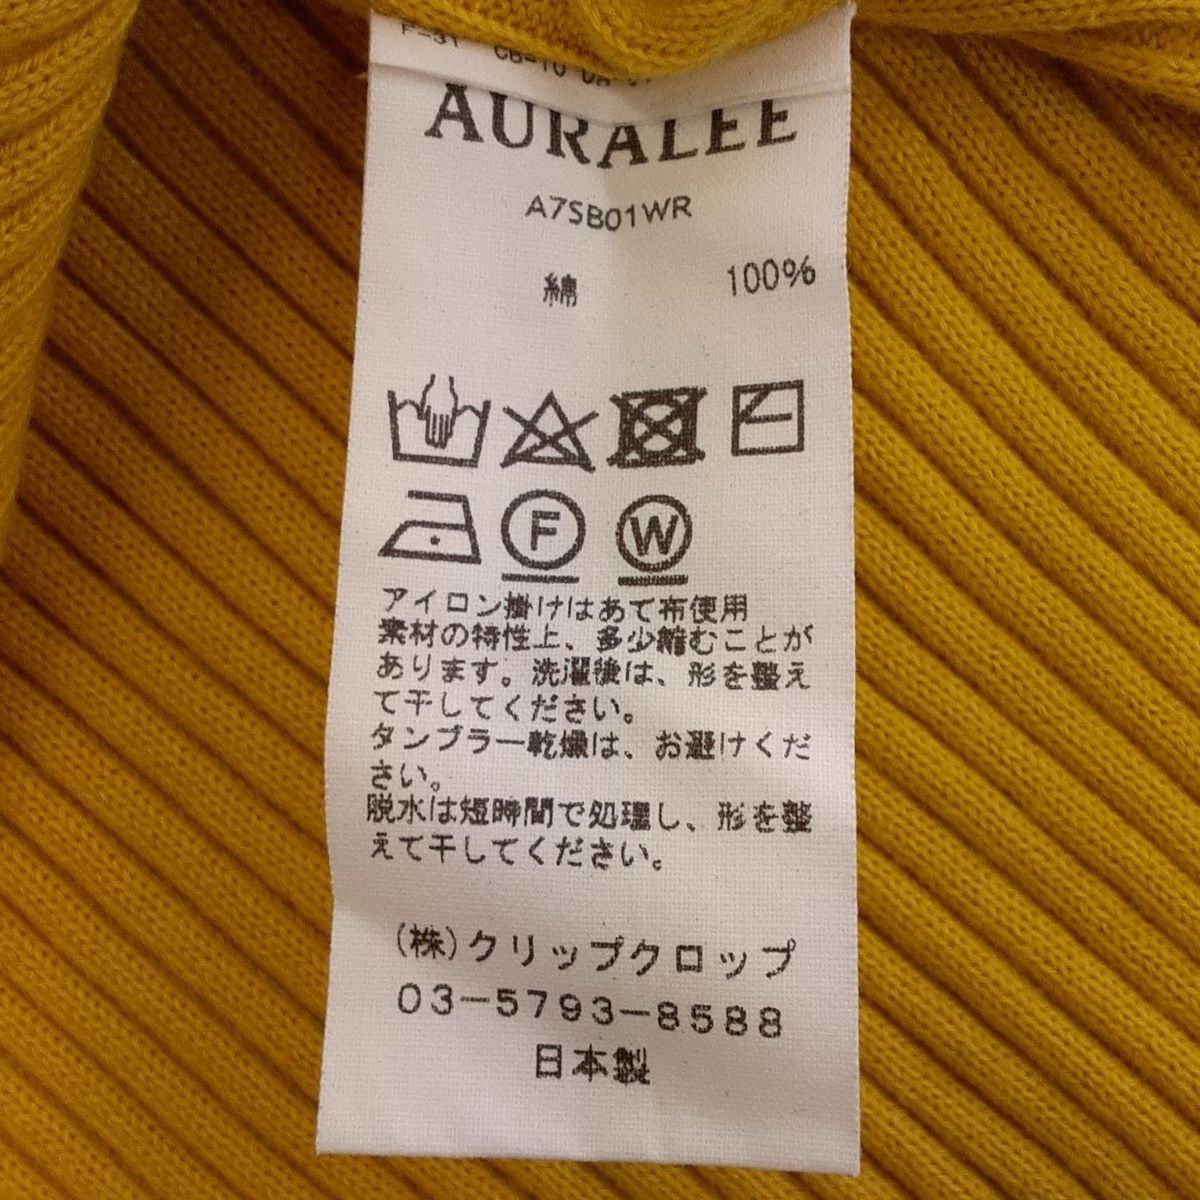 AURALEE
A7SB01WR
綿 100%
F W
アイロン掛けはあて布使用
素材の特性上、多少縮むことが
あります。洗濯後は、形を整え
て干してください。
タンブラー乾燥は、お避けくだ
さい。
脱水は短時間で処理し、形を整
えて干してください。
(株)クリップクロップ
03-5793-8588
日本製